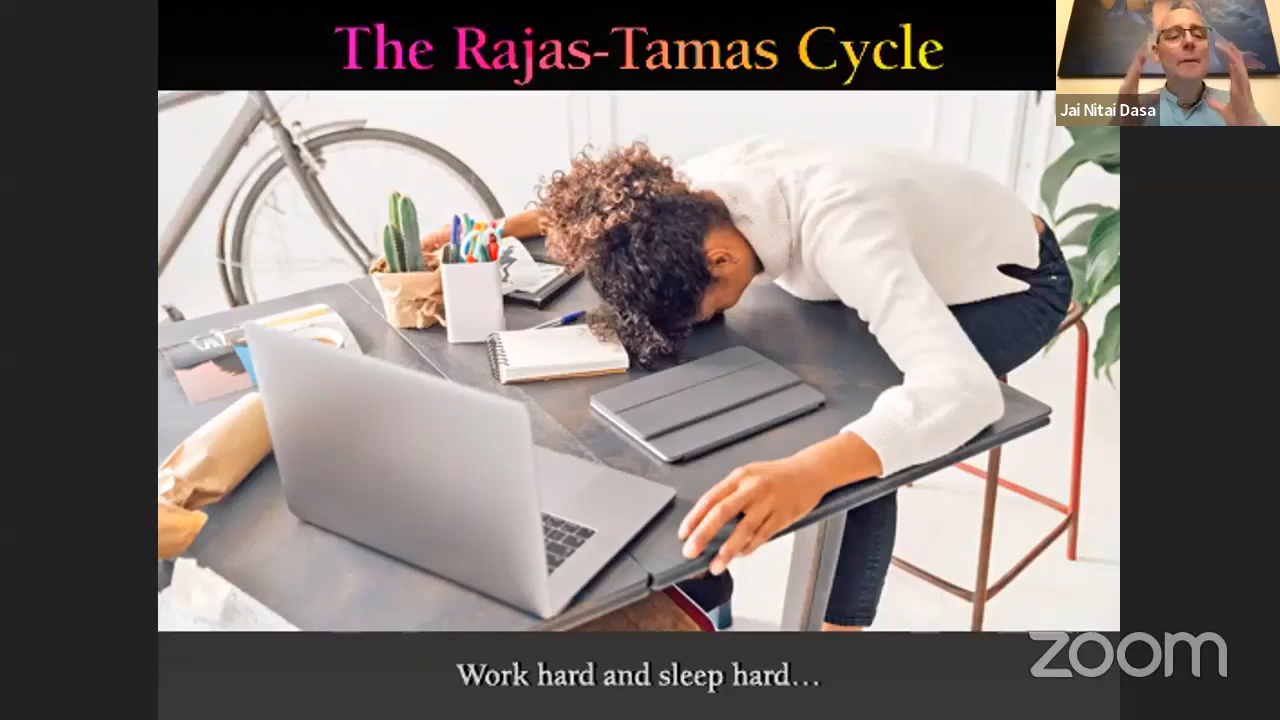 The Rajas-Tamas Cycle
Jai Nitai Dasa
Work hard and sleep hard...
zoom